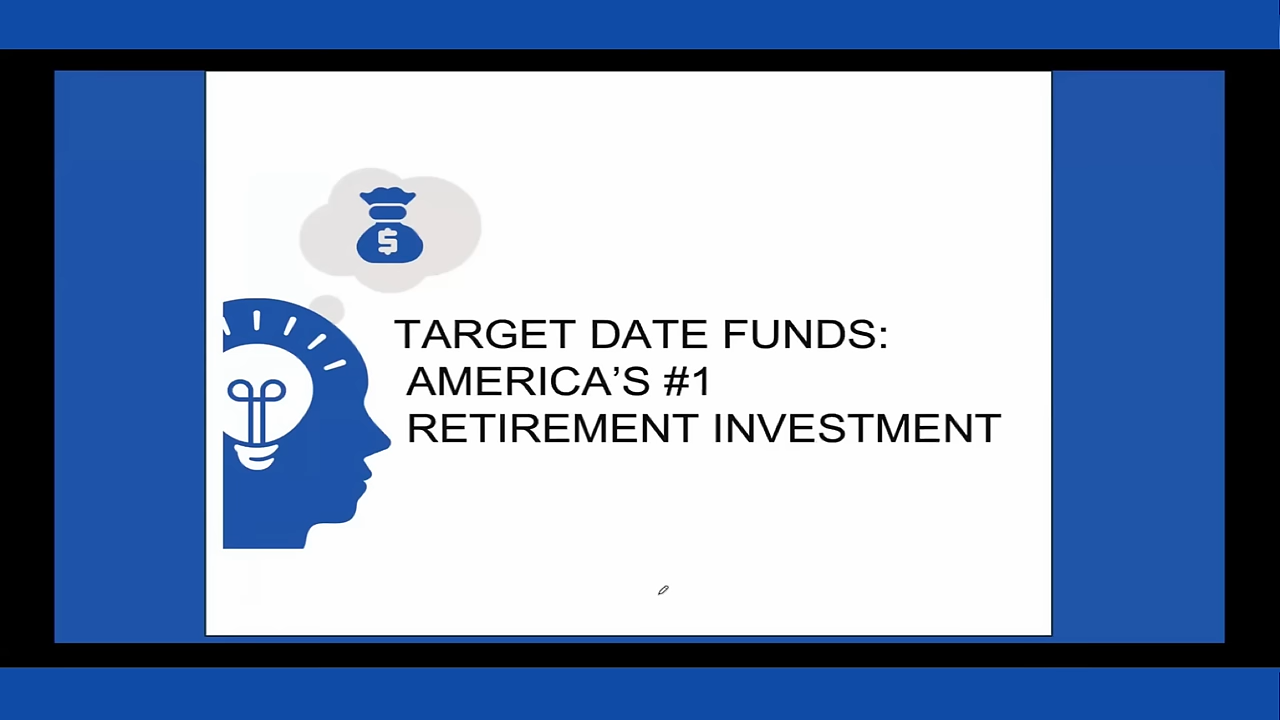 $
TARGET DATE FUNDS:
AMERICA’S #1
RETIREMENT INVESTMENT